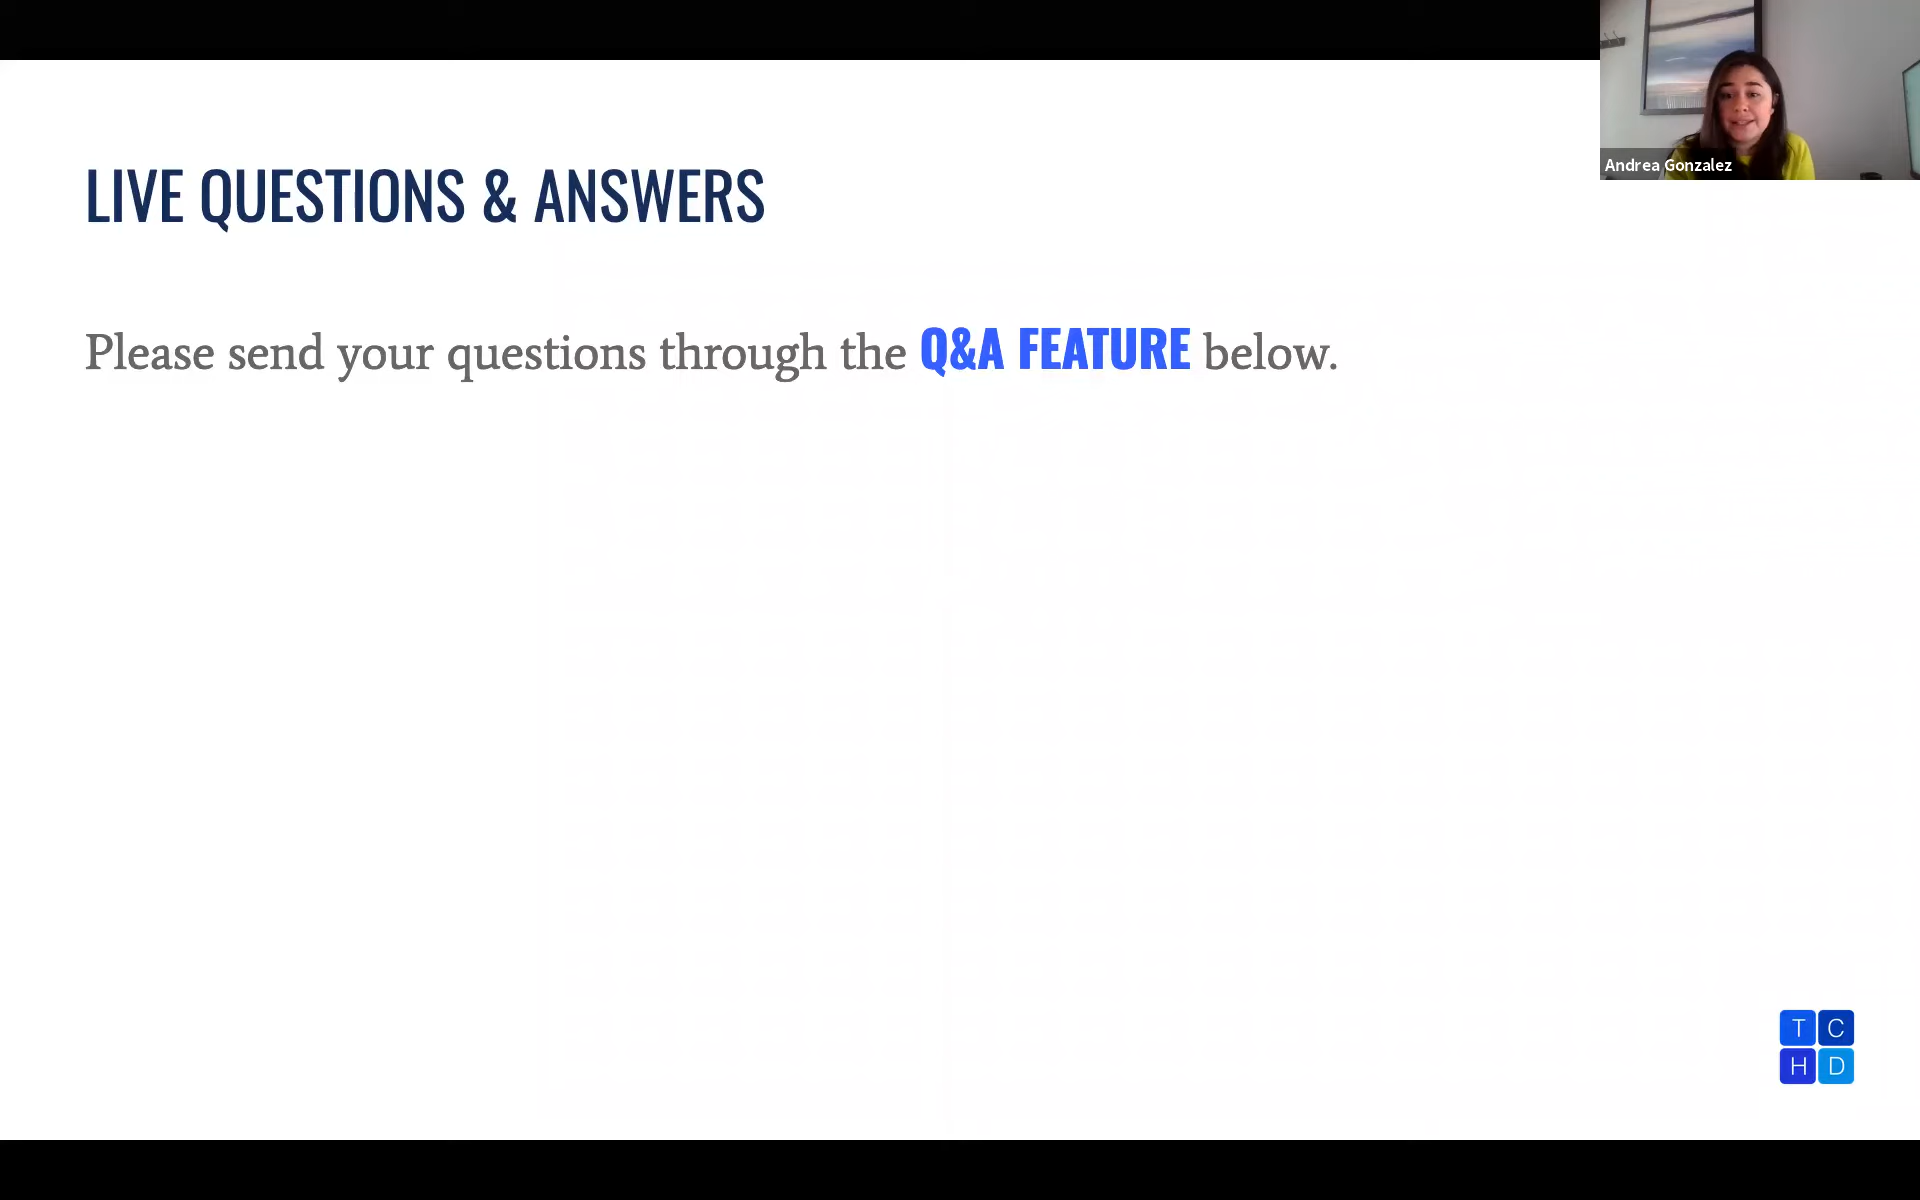 Andrea Gonzalez
LIVE QUESTIONS & ANSWERS
Please send your questions through the Q&A FEATURE below.
T C
H D